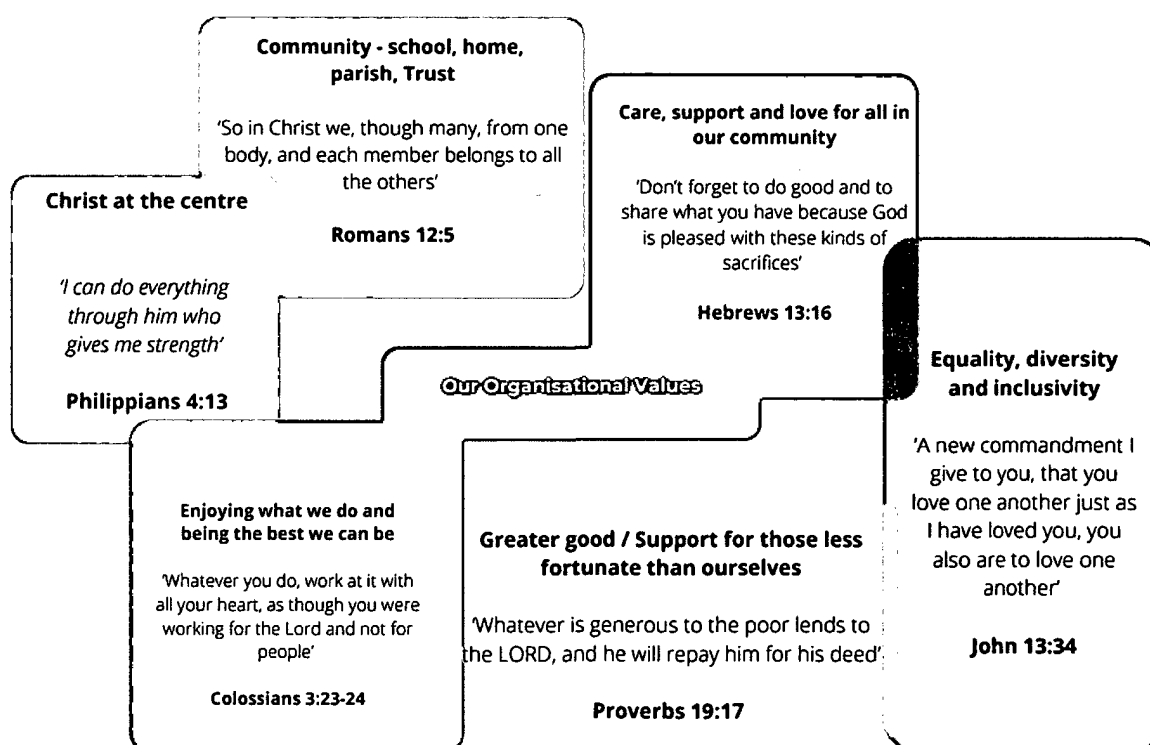 Community - school, home,
parish, Trust
'So in Christ we, though many, from one
body, and each member belongs to all
the others'
Romans 12:5
Care, support and love for all in
our community
'Don't forget to do good and to
share what you have because God
is pleased with these kinds of
sacrifices'
Hebrews 13:16
Christ at the centre
'I can do everything
through him who
gives me strength'
Philippians 4:13
Our Organisational Values
Equality, diversity
and inclusivity
'A new commandment I
give to you, that you
love one another just as
I have loved you, you
also are to love one
another'
John 13:34
Enjoying what we do and
being the best we can be
'Whatever you do, work at it with
all your heart, as though you were
working for the Lord and not for
people'
Colossians 3:23-24
Greater good / Support for those less
fortunate than ourselves
'Whatever is generous to the poor lends to
the LORD, and he will repay him for his deed'
Proverbs 19:17